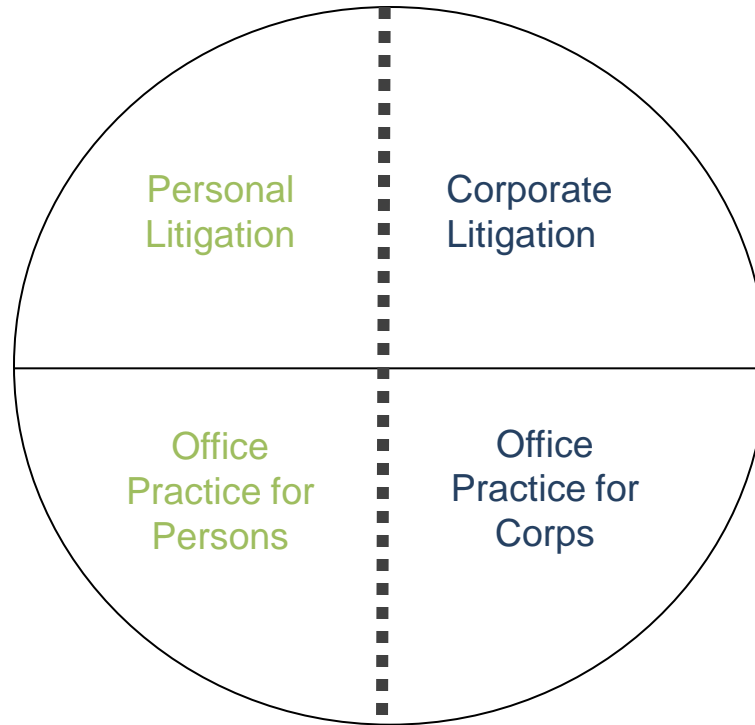 Personal
Litigation
Corporate
Litigation
Office
Practice for
Persons
Office
Practice for
Corps